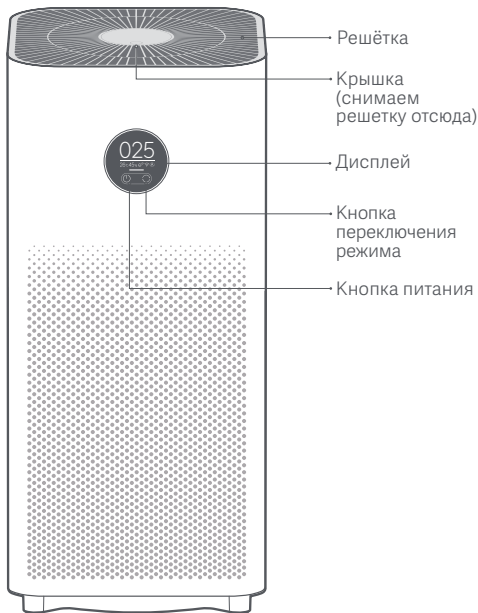 Решётка
Крышка
(снимаем
решетку отсюда)
025
Дисплей
Кнопка
переключения
режима
Кнопка питания